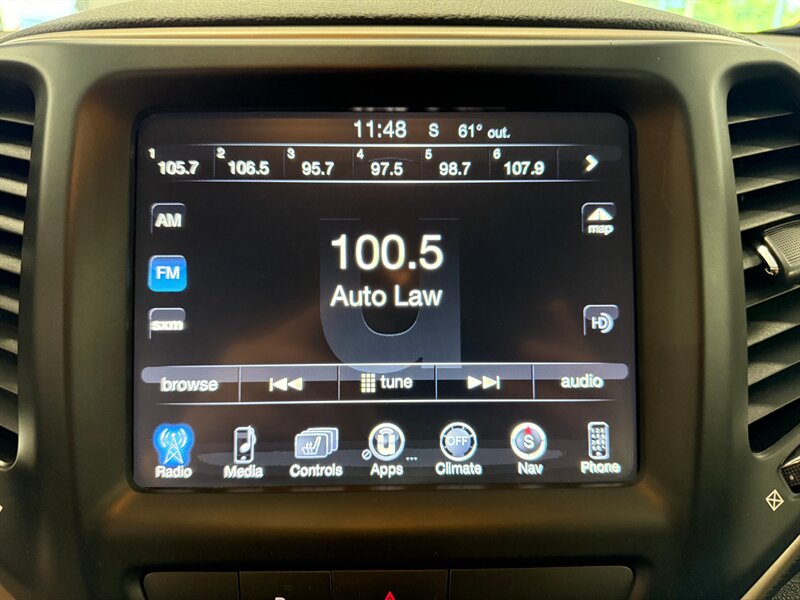 11:48 S 61° out.
1 105.7 2 106.5 3 95.7 4 97.5 5 98.7 6 107.9
AM
map
100.5
FM
Auto Law
sxm
HD
browse tune audio
OFF S
Radio Media Controls Apps ... Climate Nav Phone